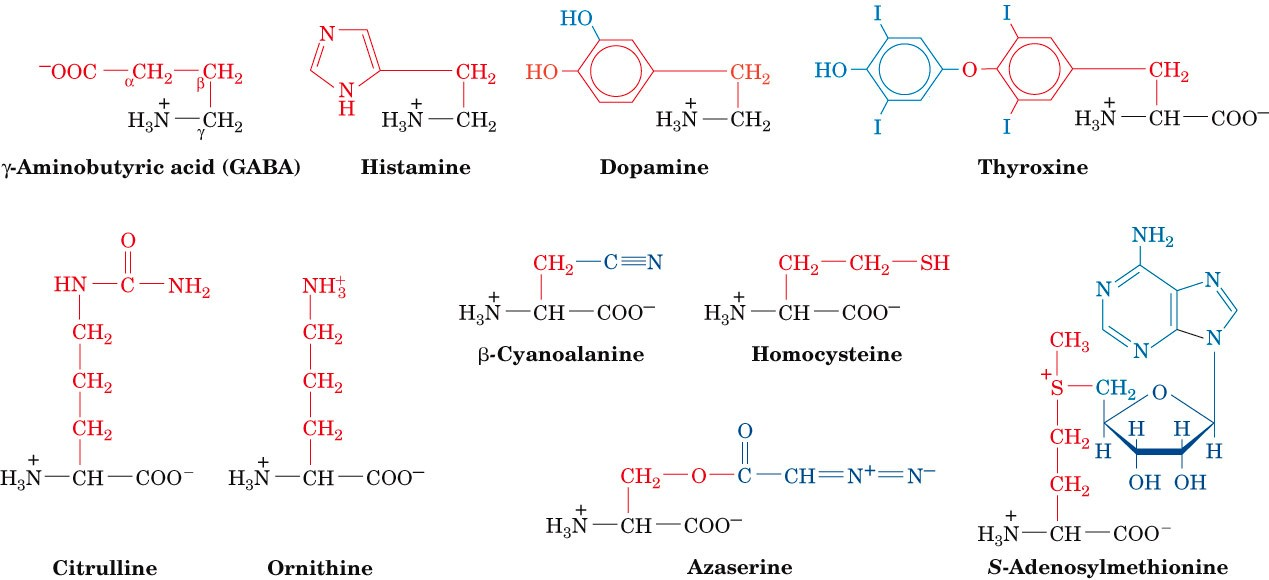 ⁻OOC—CH₂—CH₂
α β
H₃N⁺—CH₂
γ
γ-Aminobutyric acid (GABA)
N
N
H
CH₂
H₃N⁺—CH₂
Histamine
HO
HO
CH₂
H₃N⁺—CH₂
Dopamine
I I
HO O CH₂
I I
H₃N⁺—CH—COO⁻
Thyroxine
O
HN—C—NH₂
CH₂
CH₂
CH₂
H₃N⁺—CH—COO⁻
Citrulline
NH₃⁺
CH₂
CH₂
CH₂
H₃N⁺—CH—COO⁻
Ornithine
CH₂—C≡N
H₃N⁺—CH—COO⁻
β-Cyanoalanine
CH₂—CH₂—SH
H₃N⁺—CH—COO⁻
Homocysteine
O
CH₂—O—C—CH=N⁺=N⁻
H₃N⁺—CH—COO⁻
Azaserine
NH₂
N N
N N
CH₃
S⁺—CH₂ O
H H H H
CH₂
OH OH
CH₂
H₃N⁺—CH—COO⁻
S-Adenosylmethionine